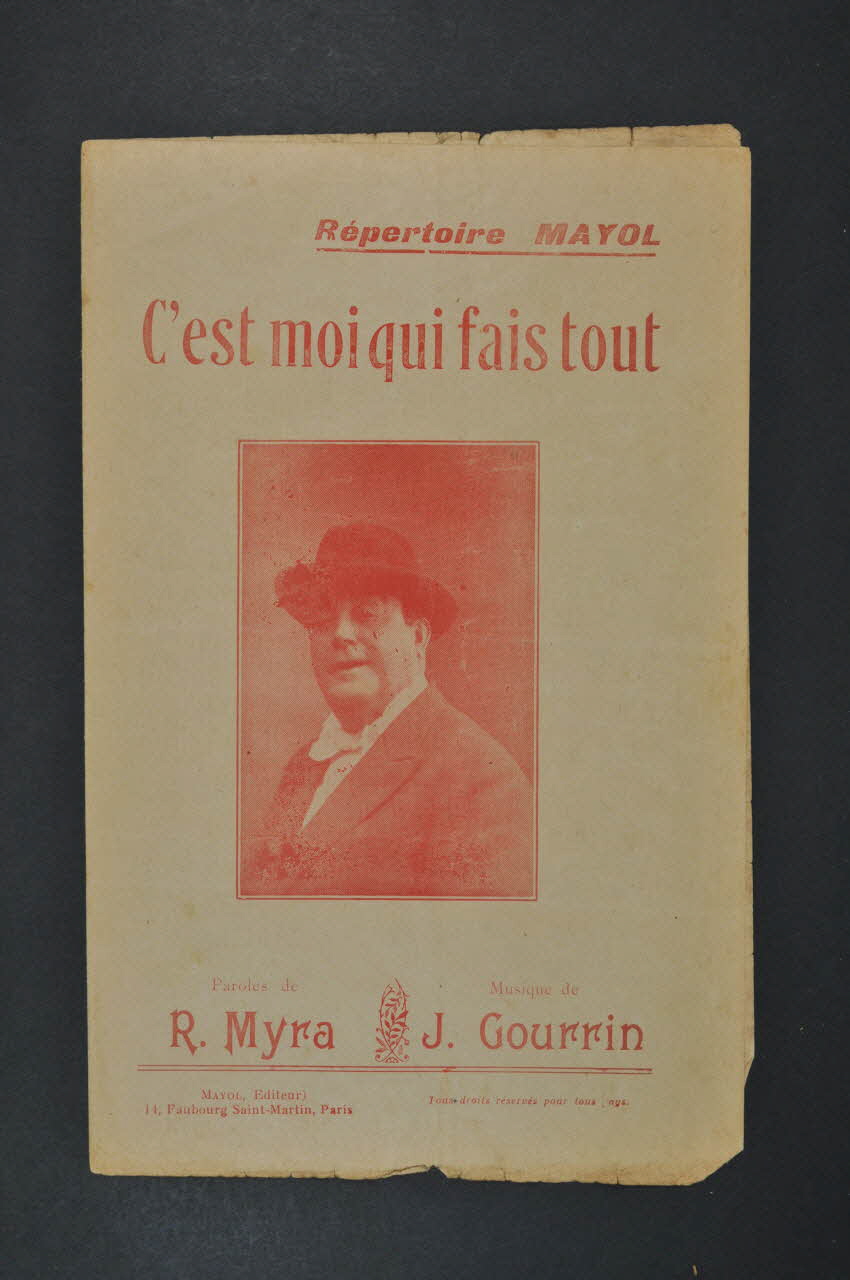 Répertoire MAYOL
C'est moi qui fais tout
Paroles de
R. Myra
Musique de
J. Gourrin
MAYOL, Editeur)
14, Faubourg Saint-Martin, Paris
Tous droits réservés pour tous pays.